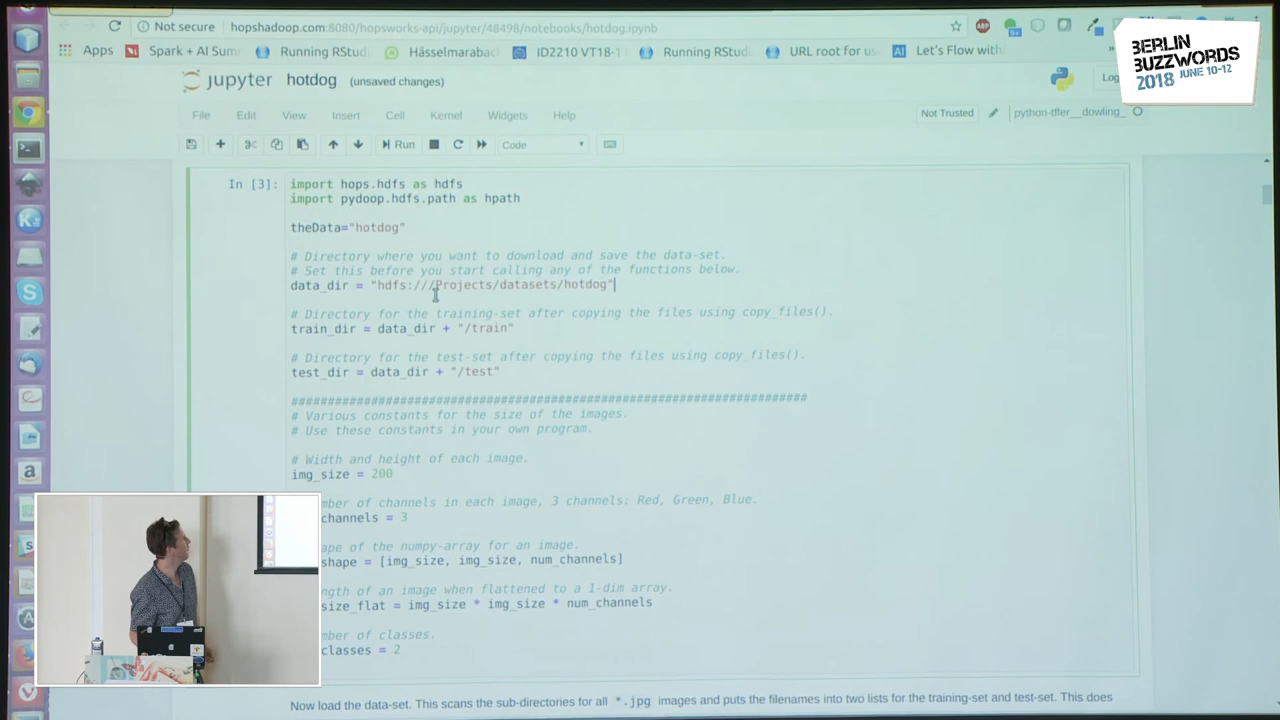 Not secure
hopshadoop.com:8080/hopsworks-api/jupyter/48498/notebooks/hotdog.ipynb
Apps
Spark + AI Sum
Running RStudi
Hässelmaraba
ID2210 VT18-1
Running RStudi
URL root for us
Let's Flow with
BERLIN
BUZZWORDS
2018 JUNE 10-12
jupyter hotdog (unsaved changes)
File Edit View Insert Cell Kernel Widgets Help
Not Trusted
python-tffer__dowling_
Run
Code
In [3]:
import hops.hdfs as hdfs
import pydoop.hdfs.path as hpath
theData="hotdog"
# Directory where you want to download and save the data-set.
# Set this before you start calling any of the functions below.
data_dir = "hdfs:///Projects/datasets/hotdog"
# Directory for the training-set after copying the files using copy_files().
train_dir = data_dir + "/train"
# Directory for the test-set after copying the files using copy_files().
test_dir = data_dir + "/test"
########################################################################
# Various constants for the size of the images.
# Use these constants in your own program.
# Width and height of each image.
img_size = 200
mber of channels in each image, 3 channels: Red, Green, Blue.
channels = 3
ape of the numpy-array for an image.
shape = [img_size, img_size, num_channels]
ngth of an image when flattened to a 1-dim array.
size_flat = img_size * img_size * num_channels
mber of classes.
classes = 2
Now load the data-set. This scans the sub-directories for all *.jpg images and puts the filenames into two lists for the training-set and test-set. This does